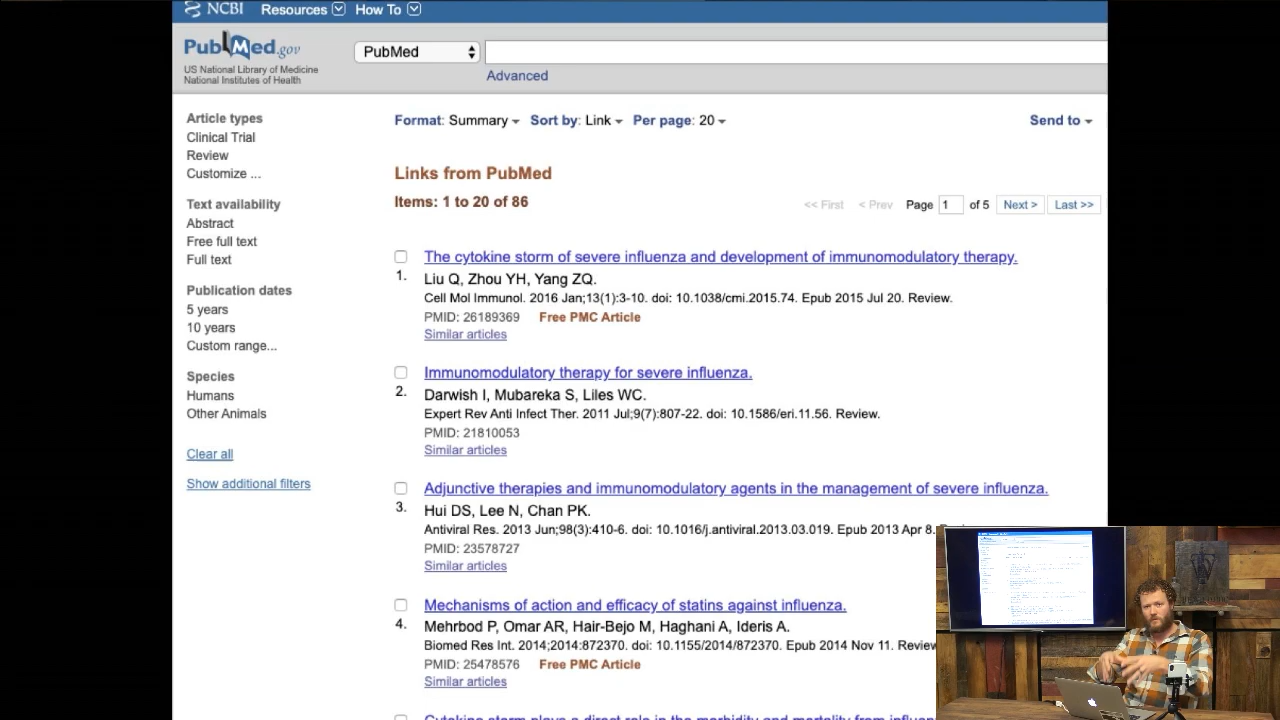 NCBI Resources How To
PubMed.gov
US National Library of Medicine
National Institutes of Health
PubMed
Advanced
Article types
Clinical Trial
Review
Customize ...
Text availability
Abstract
Free full text
Full text
Publication dates
5 years
10 years
Custom range...
Species
Humans
Other Animals
Clear all
Show additional filters
Format: Summary Sort by: Link Per page: 20 Send to
Links from PubMed
Items: 1 to 20 of 86
<< First < Prev Page 1 of 5 Next > Last >>
The cytokine storm of severe influenza and development of immunomodulatory therapy.
1. Liu Q, Zhou YH, Yang ZQ.
Cell Mol Immunol. 2016 Jan;13(1):3-10. doi: 10.1038/cmi.2015.74. Epub 2015 Jul 20. Review.
PMID: 26189369 Free PMC Article
Similar articles
Immunomodulatory therapy for severe influenza.
2. Darwish I, Mubareka S, Liles WC.
Expert Rev Anti Infect Ther. 2011 Jul;9(7):807-22. doi: 10.1586/eri.11.56. Review.
PMID: 21810053
Similar articles
Adjunctive therapies and immunomodulatory agents in the management of severe influenza.
3. Hui DS, Lee N, Chan PK.
Antiviral Res. 2013 Jun;98(3):410-6. doi: 10.1016/j.antiviral.2013.03.019. Epub 2013 Apr 8.
PMID: 23578727
Similar articles
Mechanisms of action and efficacy of statins against influenza.
4. Mehrbod P, Omar AR, Hair-Bejo M, Haghani A, Ideris A.
Biomed Res Int. 2014;2014:872370. doi: 10.1155/2014/872370. Epub 2014 Nov 11. Review
PMID: 25478576 Free PMC Article
Similar articles
Cytokine storm plays a direct role in the morbidity and mortality from